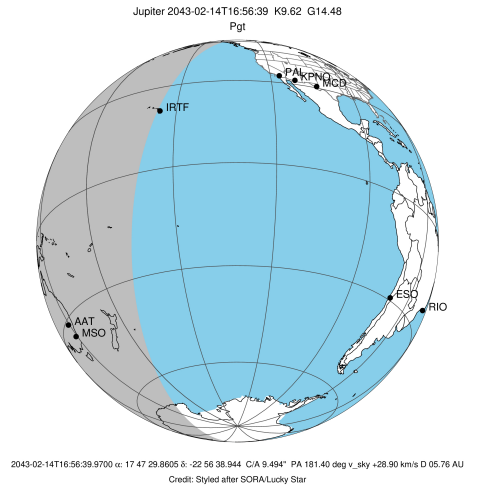 Jupiter 2043-02-14T16:56:39 K9.62 G14.48
Pgt
PAL
KPNO
MCD
IRTF
ESO
RIO
AAT
MSO
2043-02-14T16:56:39.9700 α: 17 47 29.8605 δ: -22 56 38.944 C/A 9.494" PA 181.40 deg v_sky +28.90 km/s D 05.76 AU
Credit: Styled after SORA/Lucky Star